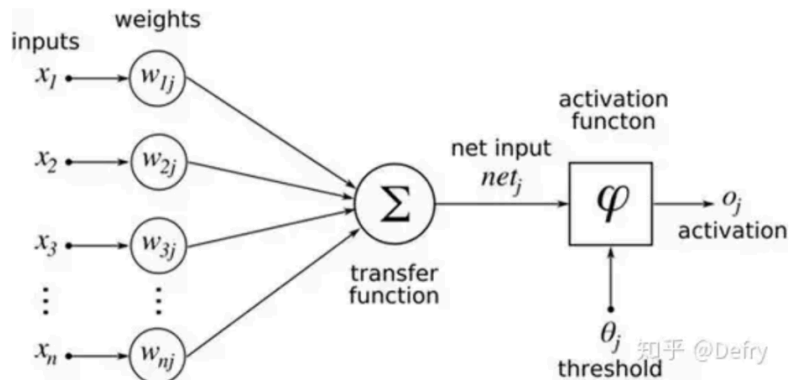 weights
inputs
x1
w1j
x2
w2j
x3
w3j
xn
wnj
Σ
transfer
function
net input
netj
activation
functon
φ
oj
activation
θj
threshold
知乎 @Defry